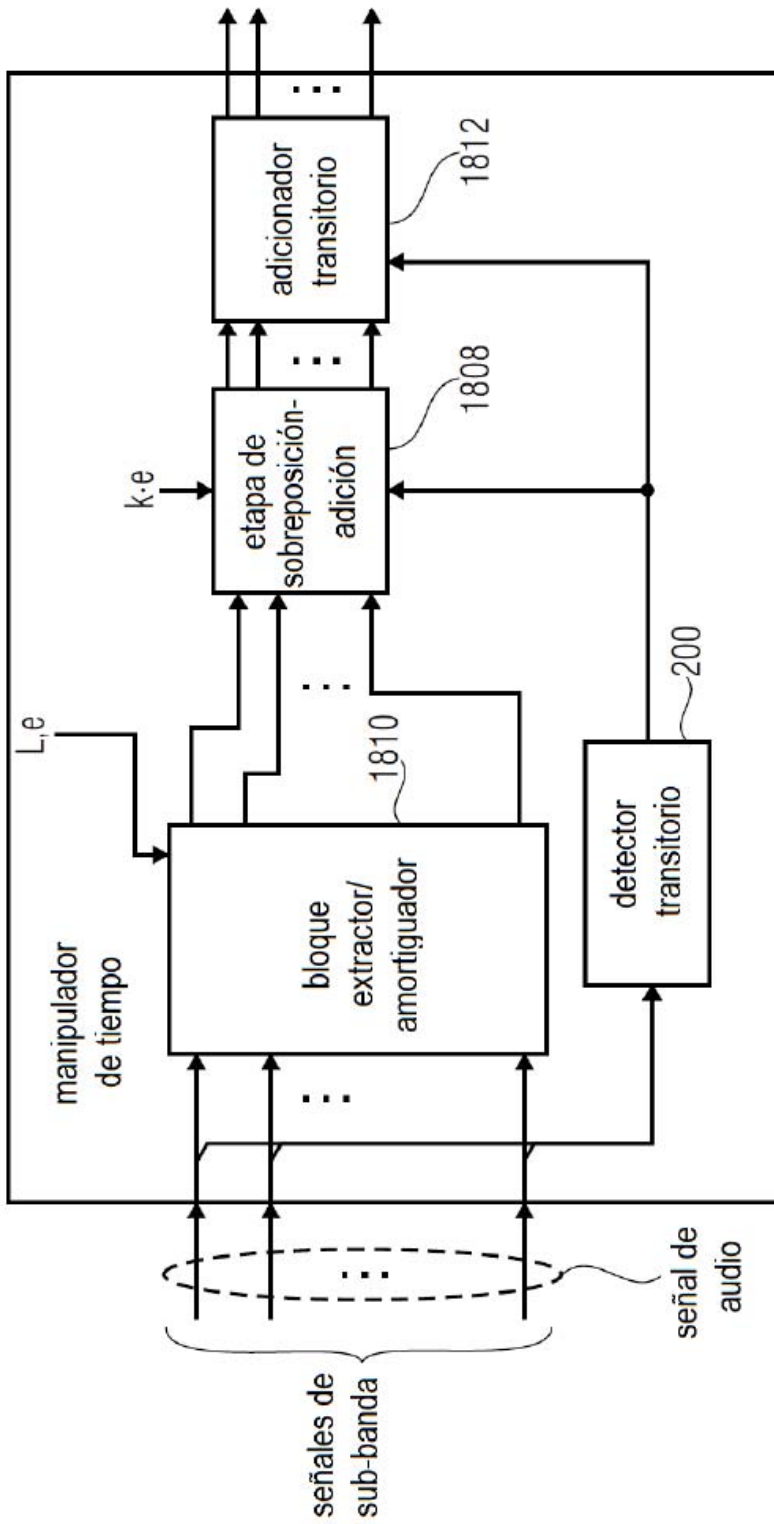 señales de
sub-banda
señal de
audio
manipulador
de tiempo
L,e
bloque
extractor/
amortiguador
1810
k·e
etapa de
sobreposición-
adición
1808
adicionador
transitorio
1812
detector
transitorio
200